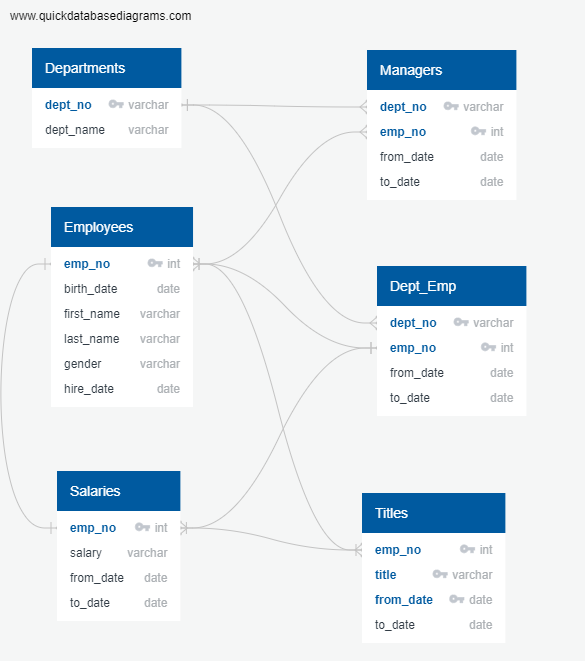 www.quickdatabasediagrams.com
Departments
dept_no varchar
dept_name varchar
Managers
dept_no varchar
emp_no int
from_date date
to_date date
Employees
emp_no int
birth_date date
first_name varchar
last_name varchar
gender varchar
hire_date date
Dept_Emp
dept_no varchar
emp_no int
from_date date
to_date date
Salaries
emp_no int
salary varchar
from_date date
to_date date
Titles
emp_no int
title varchar
from_date date
to_date date